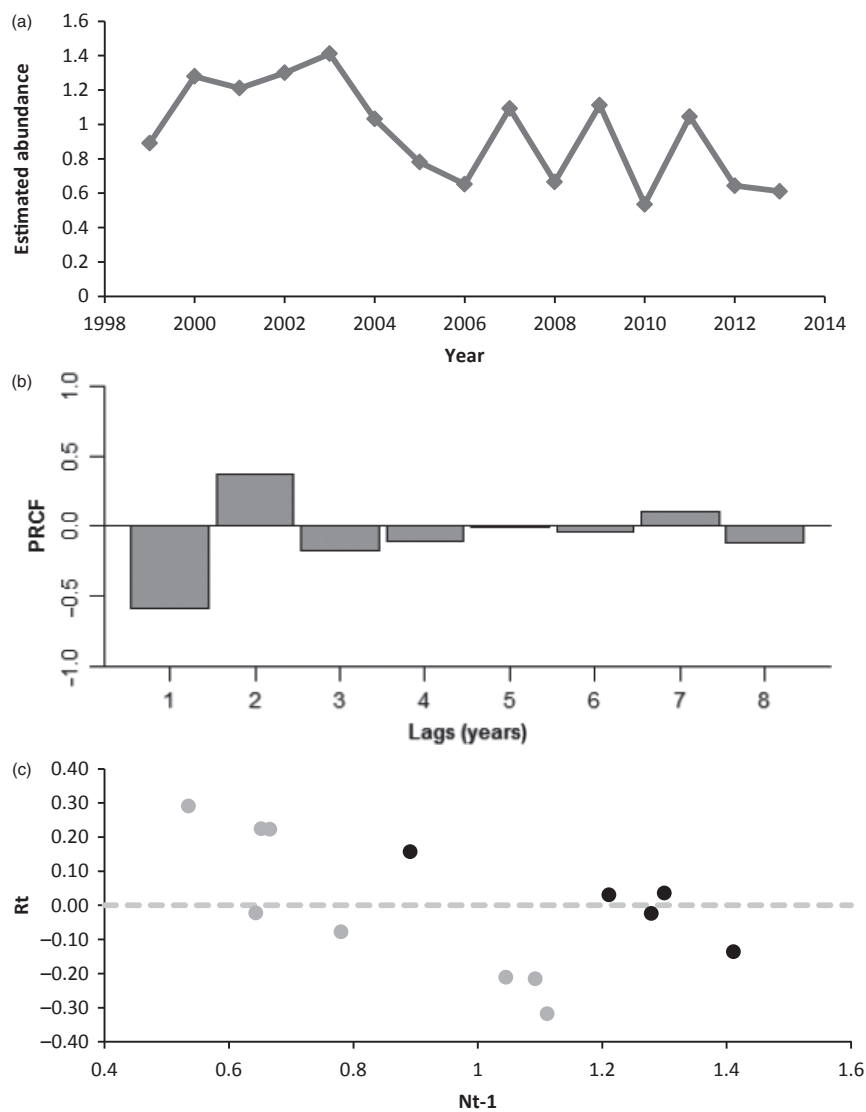 (a)
1.6
1.4
1.2
1
0.8
0.6
0.4
0.2
0
Estimated abundance
1998 2000 2002 2004 2006 2008 2010 2012 2014
Year
(b)
1.0
0.5
0.0
−0.5
−1.0
PRCF
1 2 3 4 5 6 7 8
Lags (years)
(c)
0.40
0.30
0.20
0.10
0.00
−0.10
−0.20
−0.30
−0.40
Rt
0.4 0.6 0.8 1 1.2 1.4 1.6
Nt-1